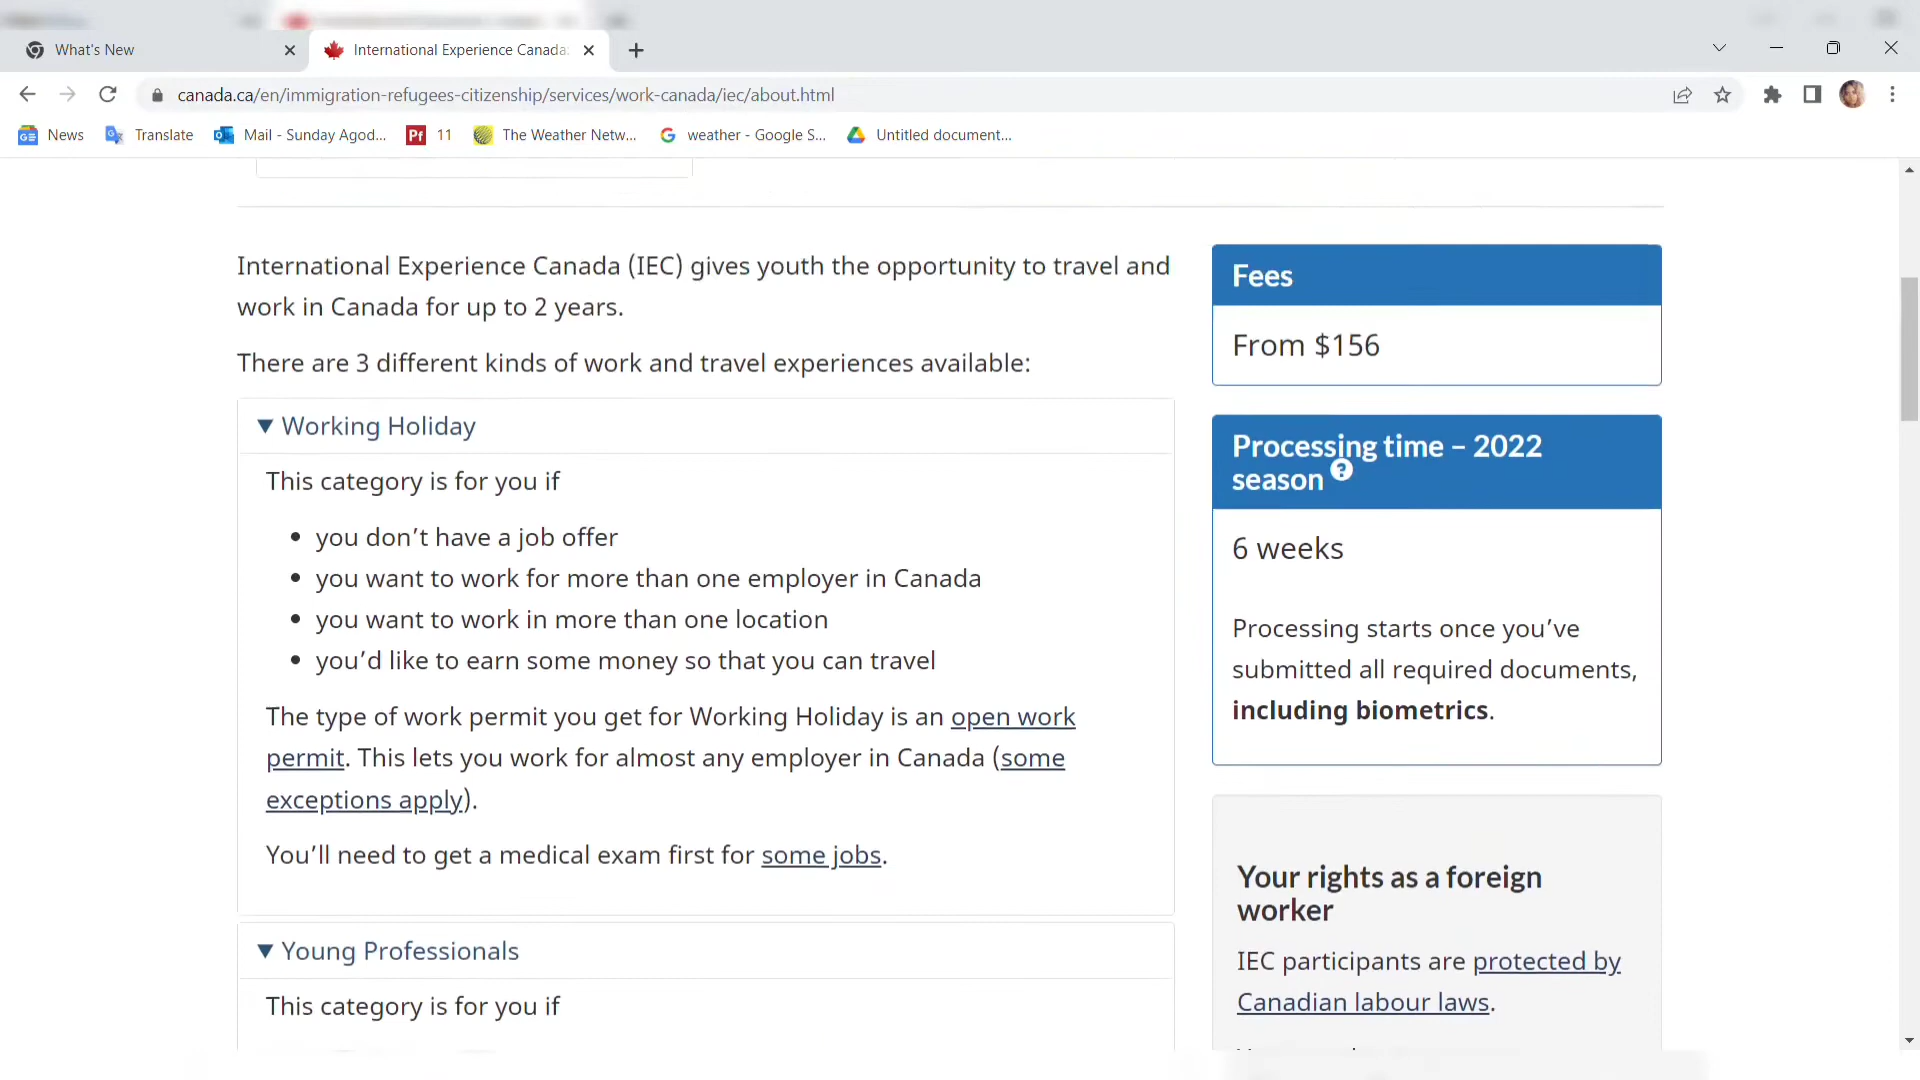 What's New
International Experience Canada:
canada.ca/en/immigration-refugees-citizenship/services/work-canada/iec/about.html
News
Translate
Mail - Sunday Agod...
Pf 11
The Weather Netw...
weather - Google S...
Untitled document...
International Experience Canada (IEC) gives youth the opportunity to travel and
work in Canada for up to 2 years.
There are 3 different kinds of work and travel experiences available:
Working Holiday
This category is for you if
you don’t have a job offer
you want to work for more than one employer in Canada
you want to work in more than one location
you’d like to earn some money so that you can travel
The type of work permit you get for Working Holiday is an open work
permit. This lets you work for almost any employer in Canada (some
exceptions apply).
You’ll need to get a medical exam first for some jobs.
Young Professionals
This category is for you if
Fees
From $156
Processing time – 2022
season ?
6 weeks
Processing starts once you’ve
submitted all required documents,
including biometrics.
Your rights as a foreign
worker
IEC participants are protected by
Canadian labour laws.